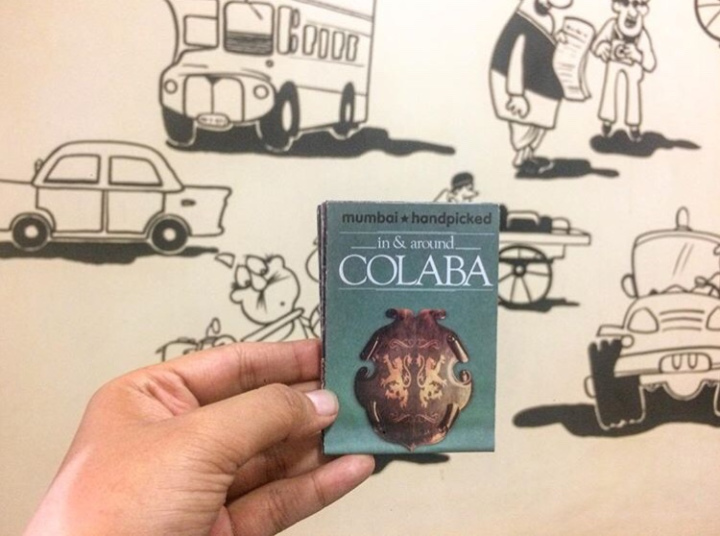 mumbai ★ handpicked
in & around
COLABA